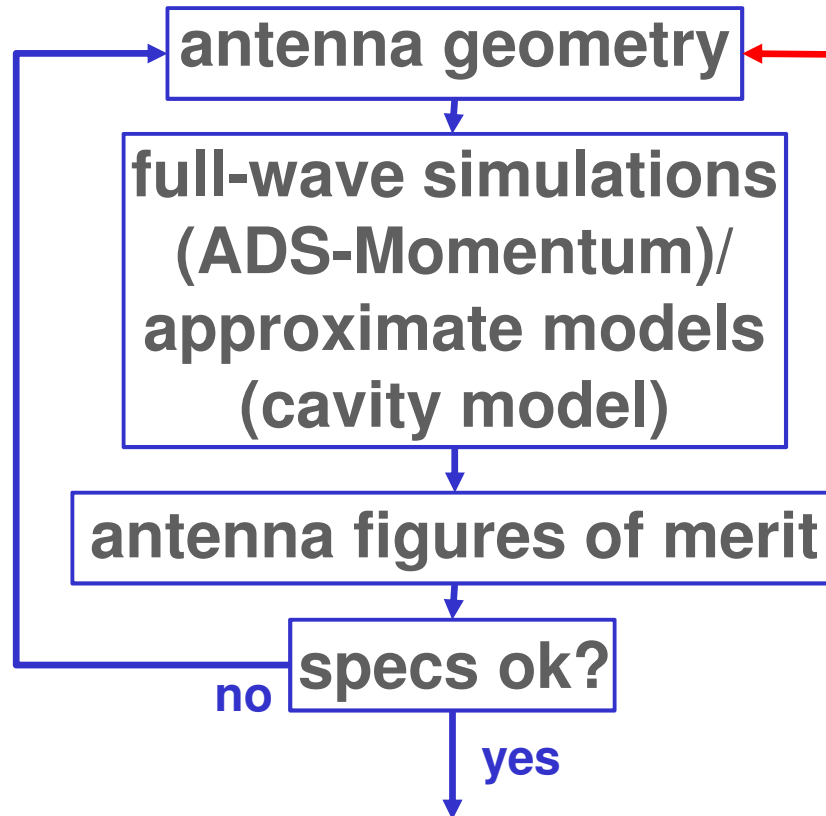 antenna geometry
full-wave simulations
(ADS-Momentum)/
approximate models
(cavity model)
antenna figures of merit
specs ok?
no
yes